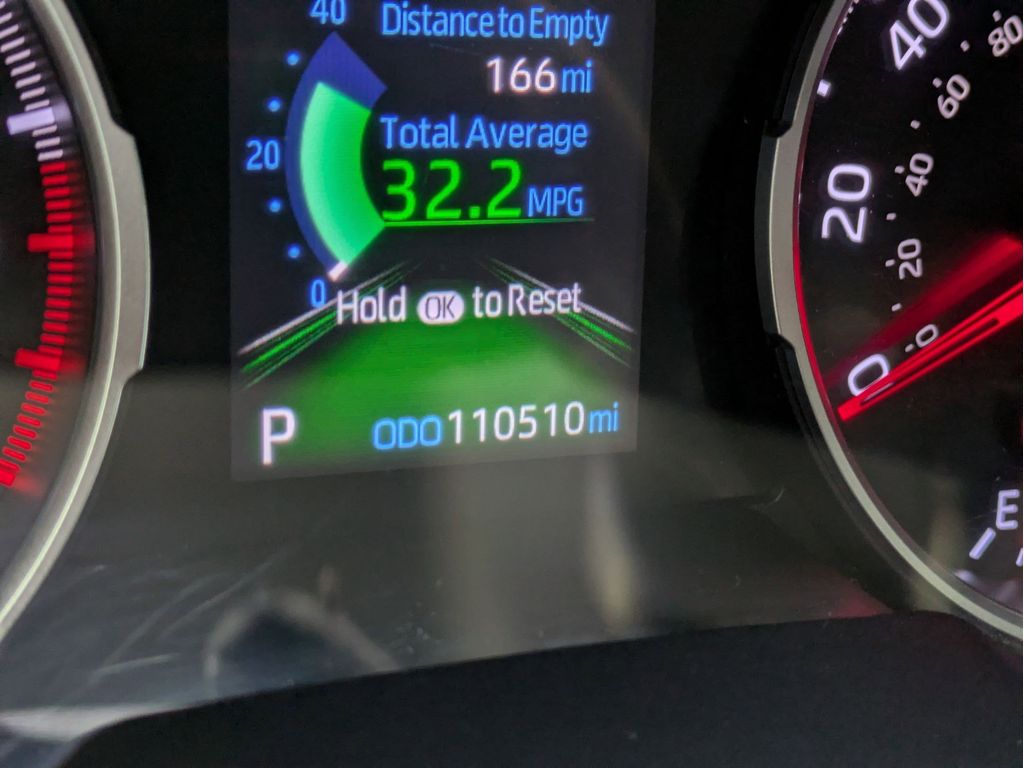 40
Distance to Empty
166 mi
Total Average
20
32.2 MPG
0
Hold OK to Reset
P
ODO 110510 mi
40
80
60
20
40
20
0
0
E